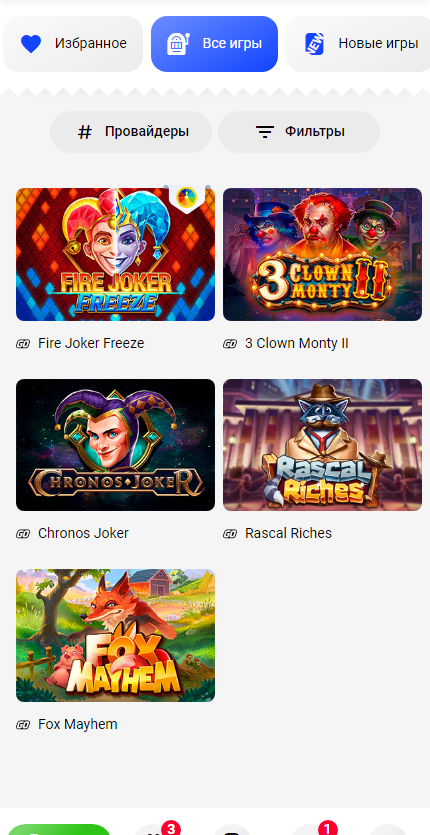 Избранное
Все игры
NEW
Новые игры
# Провайдеры
Фильтры
FIRE JOKER
FREEZE
3 CLOWN
MONTY II
Fire Joker Freeze
3 Clown Monty II
CHRONOS JOKER
Rascal
Riches
Chronos Joker
Rascal Riches
FOX
MAYHEM
Fox Mayhem
3
1